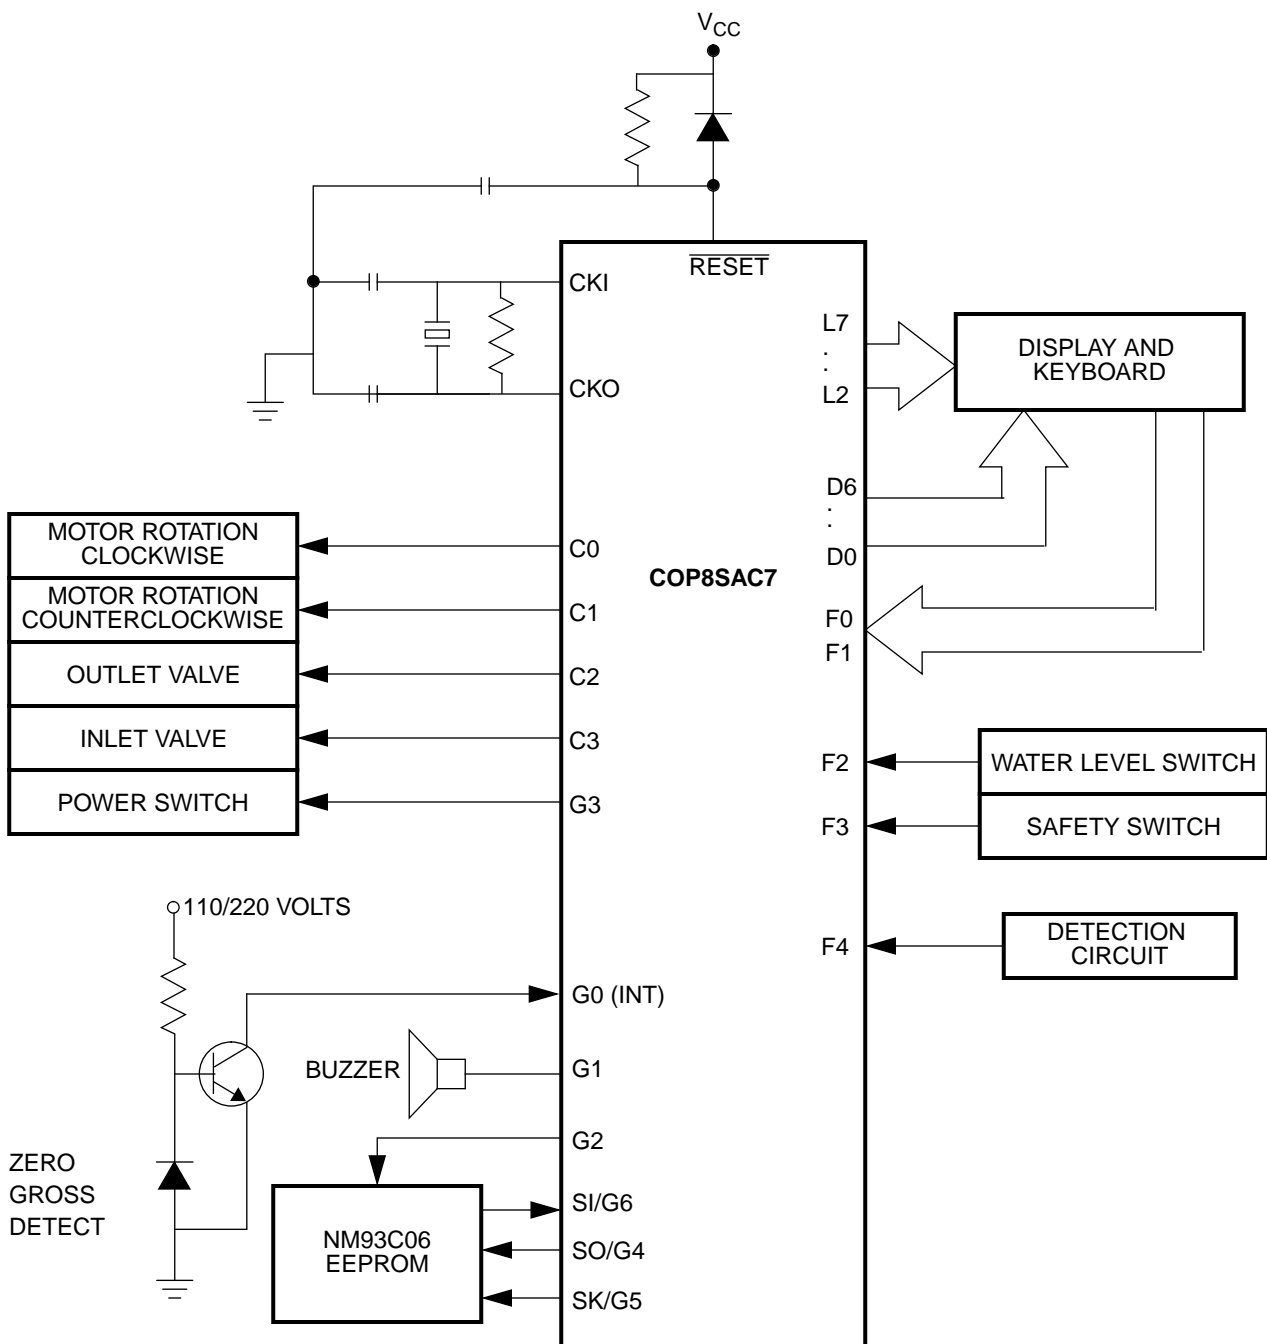 VCC
RESET
CKI
CKO
L7
.
.
L2
DISPLAY AND
KEYBOARD
D6
.
.
D0
MOTOR ROTATION
CLOCKWISE
C0
COP8SAC7
MOTOR ROTATION
COUNTERCLOCKWISE
C1
F0
F1
OUTLET VALVE
C2
INLET VALVE
C3
F2
WATER LEVEL SWITCH
POWER SWITCH
G3
F3
SAFETY SWITCH
110/220 VOLTS
F4
DETECTION
CIRCUIT
G0 (INT)
BUZZER
G1
G2
ZERO
GROSS
DETECT
NM93C06
EEPROM
SI/G6
SO/G4
SK/G5